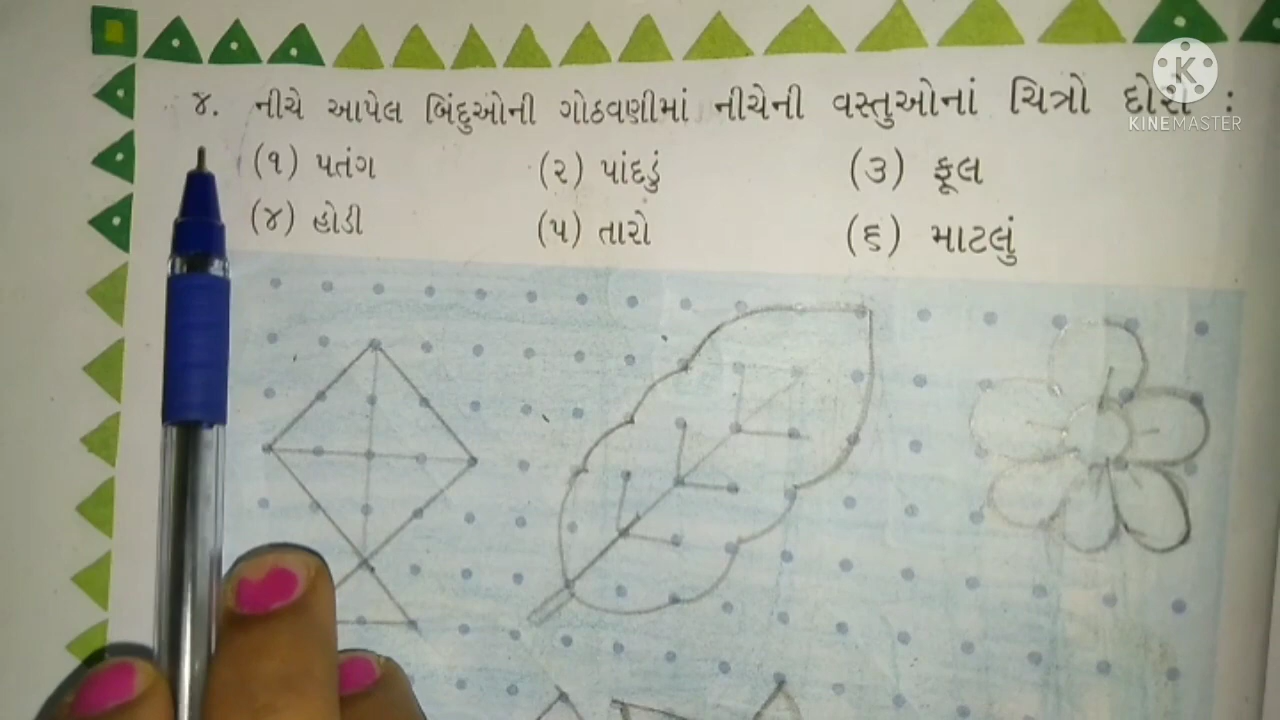 ૪. નીચે આપેલ બિંદુઓની ગોઠવણીમાં નીચેની વસ્તુઓનાં ચિત્રો દોરો :
(૧) પતંગ (૨) પાંદડું (૩) ફૂલ
(૪) હોડી (૫) તારો (૬) માટલું
K
KINEMASTER